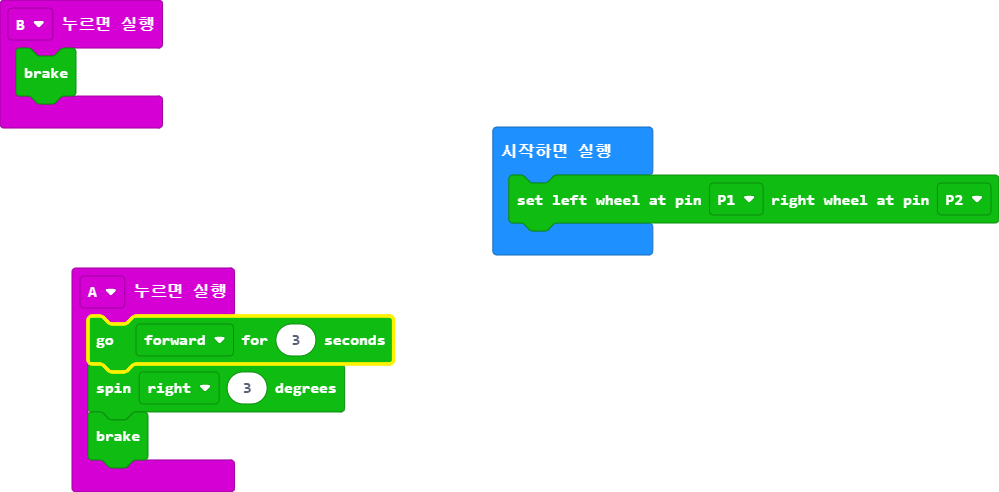 B 누르면 실행
brake
시작하면 실행
set left wheel at pin P1 right wheel at pin P2
A 누르면 실행
go forward for 3 seconds
spin right 3 degrees
brake